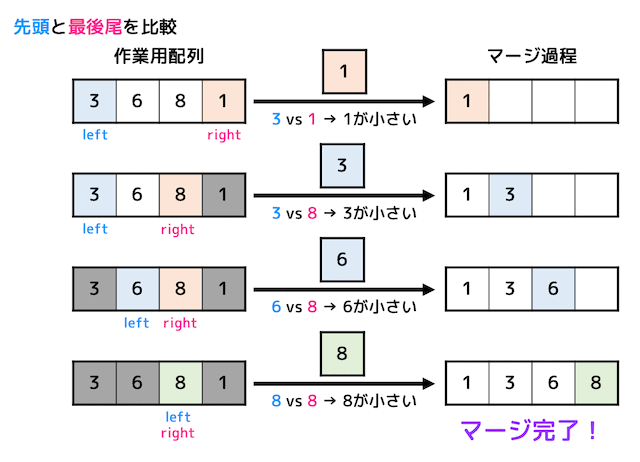 先頭と最後尾を比較
作業用配列
マージ過程
1
3 6 8 1
1
left
right
3 vs 1 → 1が小さい
3
3 6 8 1
1 3
left
right
3 vs 8 → 3が小さい
6
3 6 8 1
1 3 6
left
right
6 vs 8 → 6が小さい
8
3 6 8 1
1 3 6 8
left
right
8 vs 8 → 8が小さい
マージ完了！